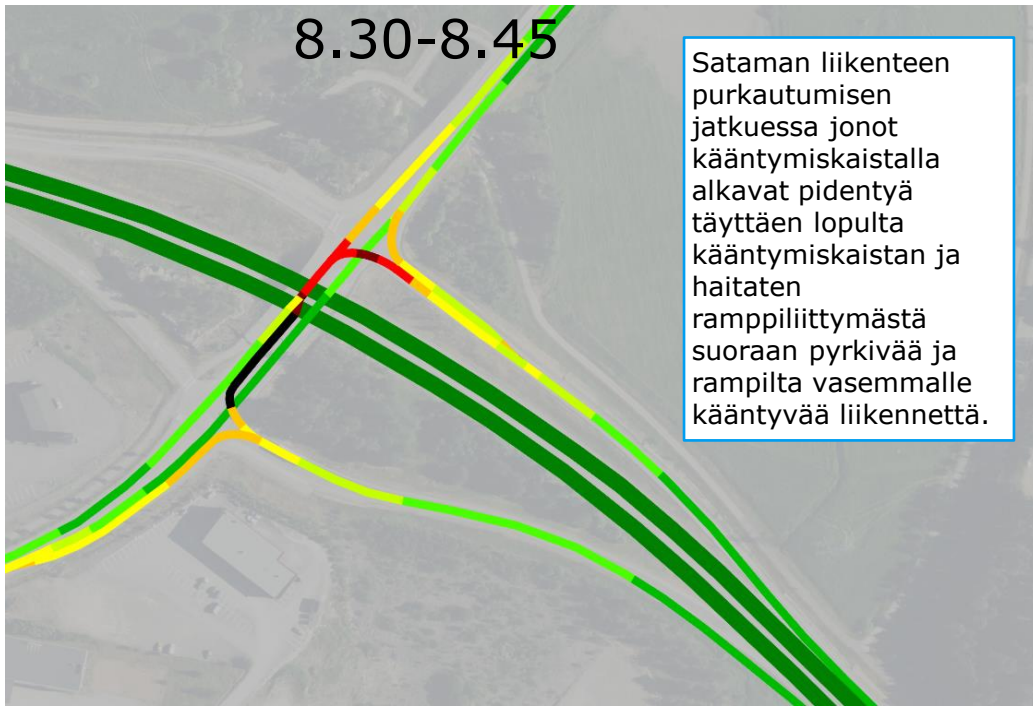 8.30-8.45
Sataman liikenteen
purkautumisen
jatkuessa jonot
kääntymiskaistalla
alkavat pidentyä
täyttäen lopulta
kääntymiskaistan ja
haitaten
ramppiliittymästä
suoraan pyrkivää ja
rampilta vasemmalle
kääntyvää liikennettä.